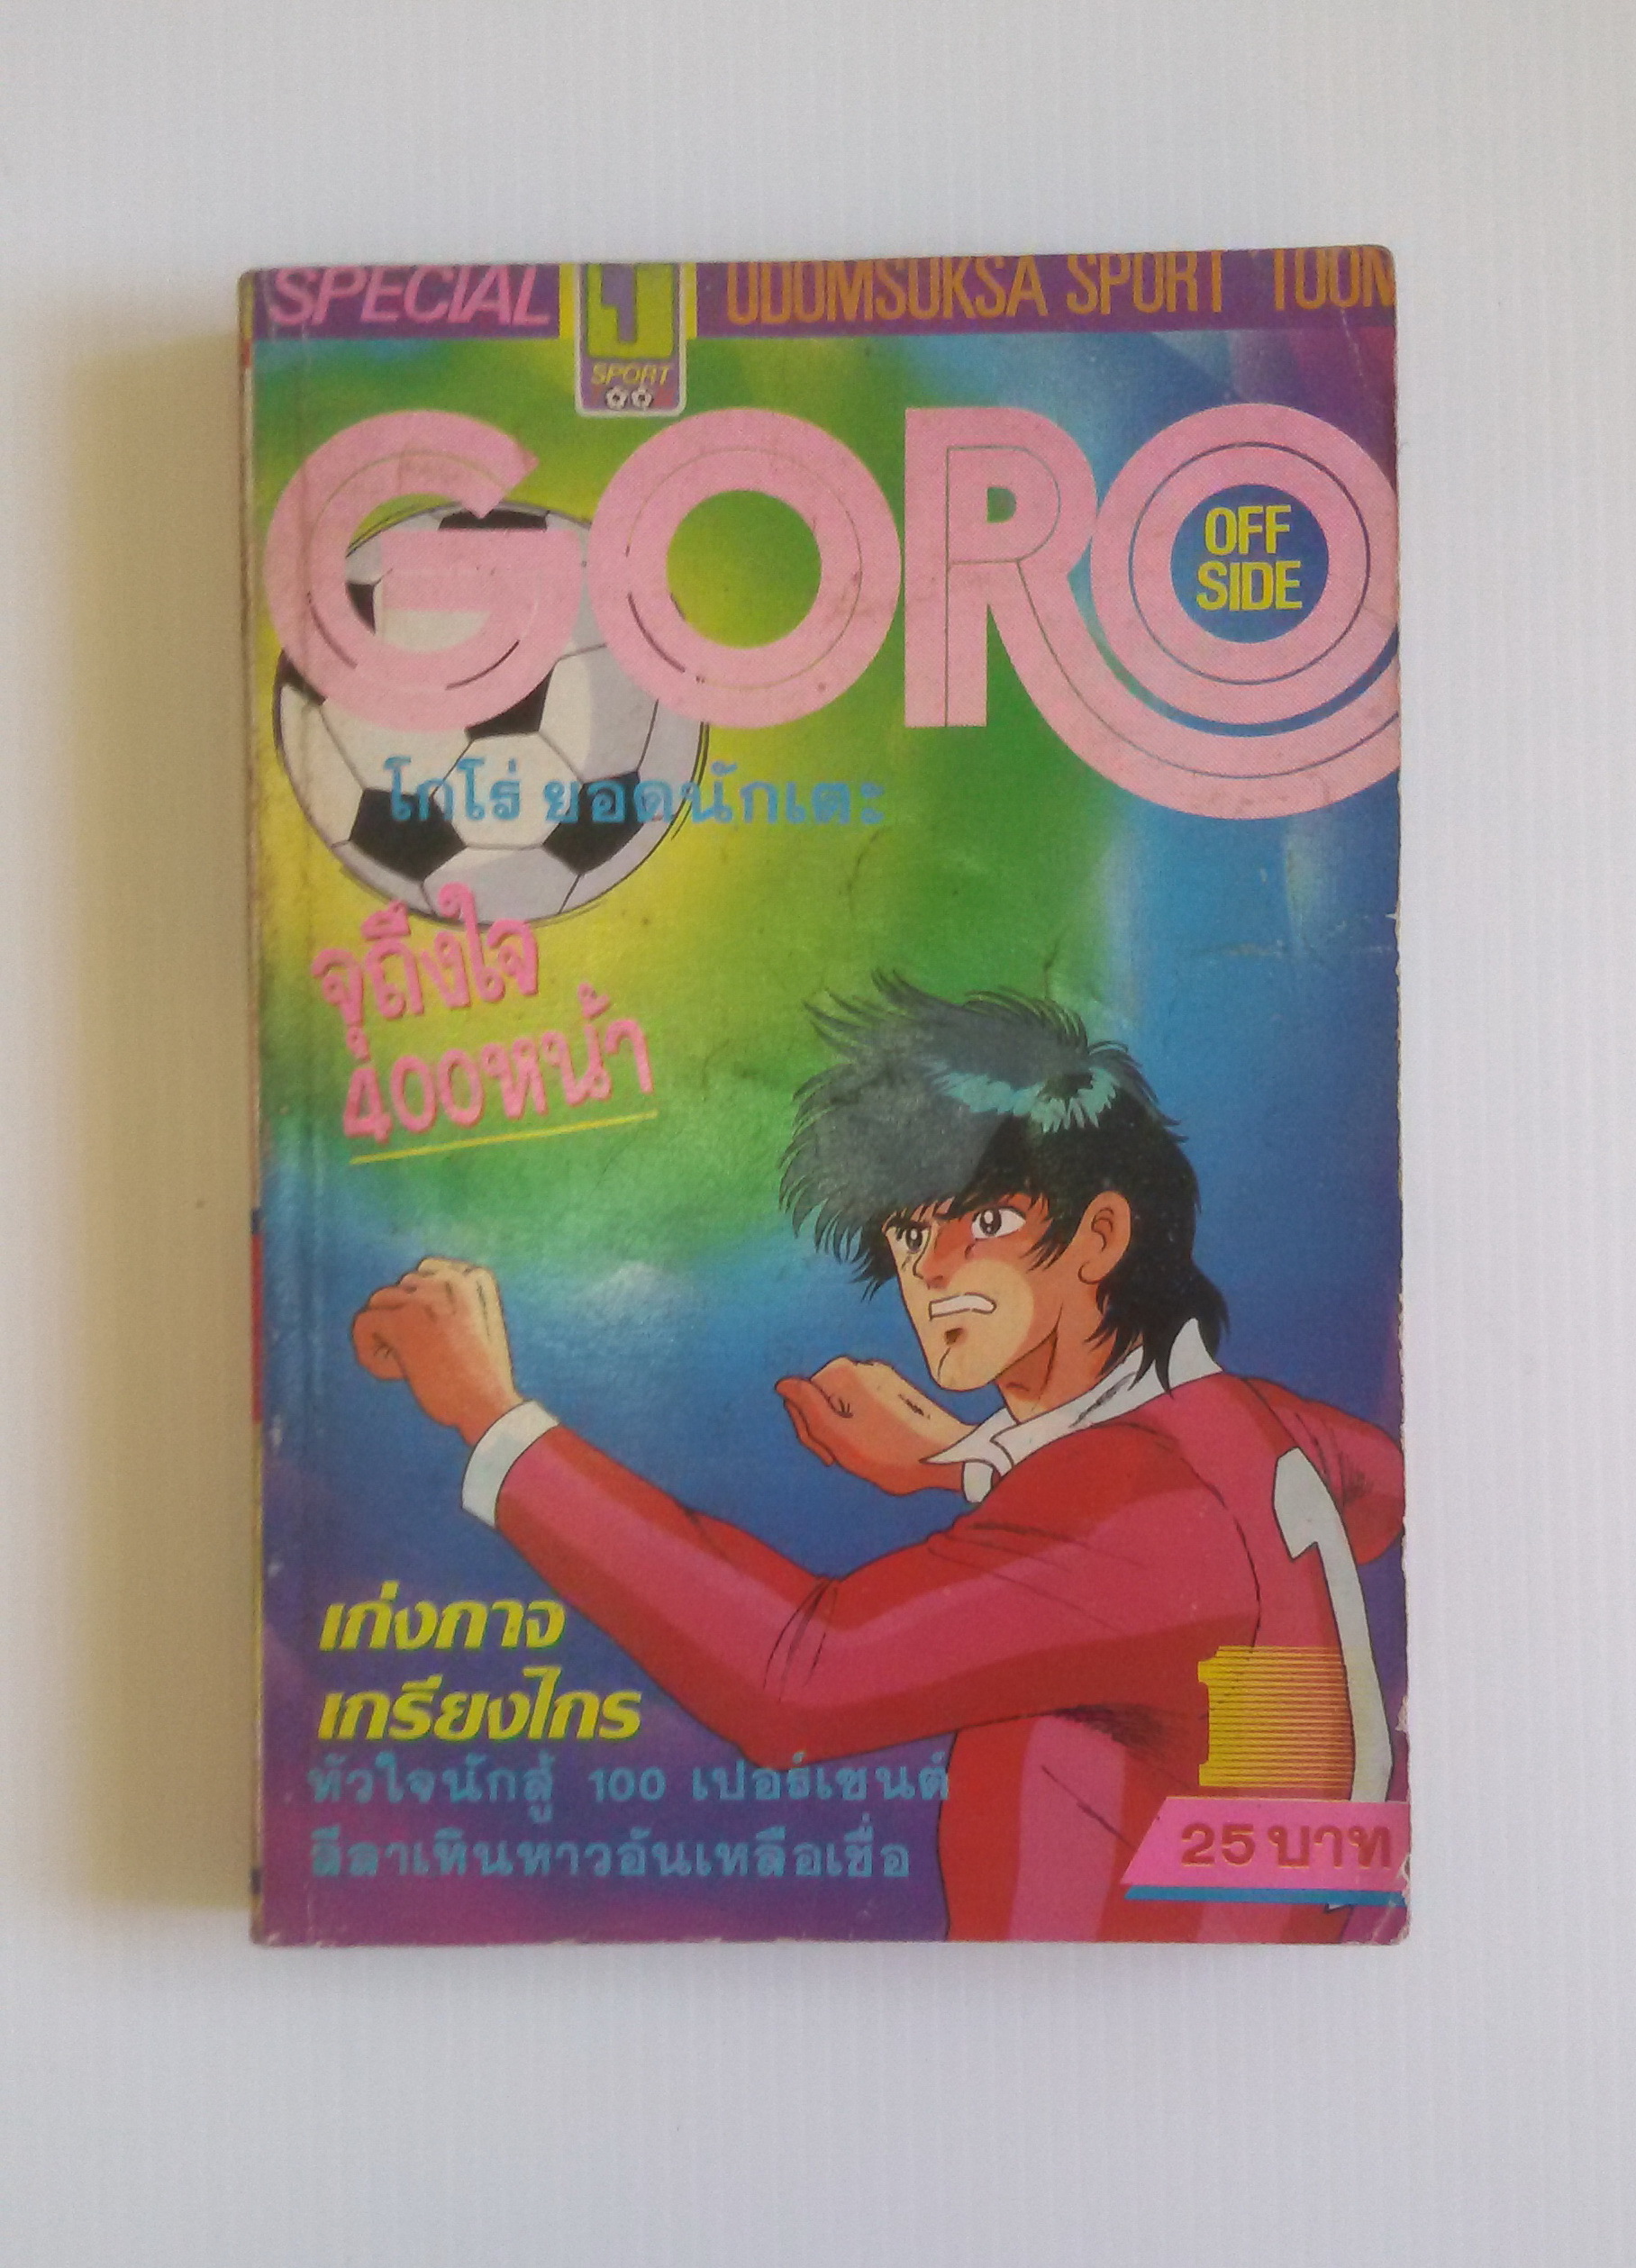 SPECIAL
UDOMSUKSA SPORT TOON
SPORT
GORO
OFF
SIDE
โกโร่ ยอดนักเตะ
จุถึงใจ
400หน้า
1
เก่งกาจ
เกรียงไกร
หัวใจนักสู้ 100 เปอร์เซนต์
ลีลาเหินหาวอันเหลือเชื่อ
1
25 บาท